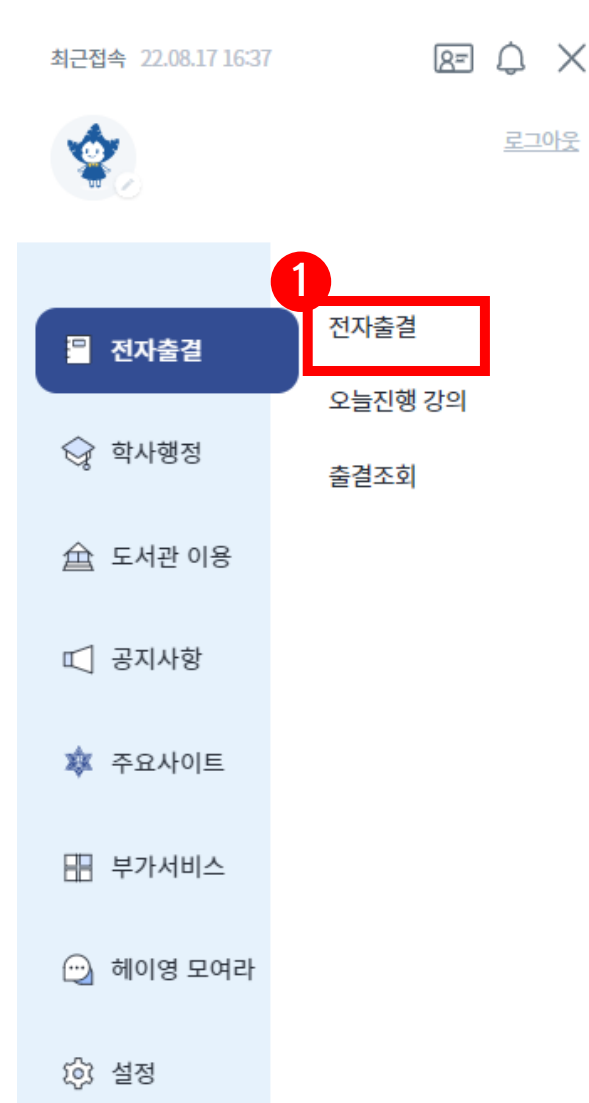 최근접속 22.08.17 16:37
로그아웃
1
전자출결
전자출결
오늘진행 강의
학사행정
출결조회
도서관 이용
공지사항
주요사이트
부가서비스
헤이영 모여라
설정